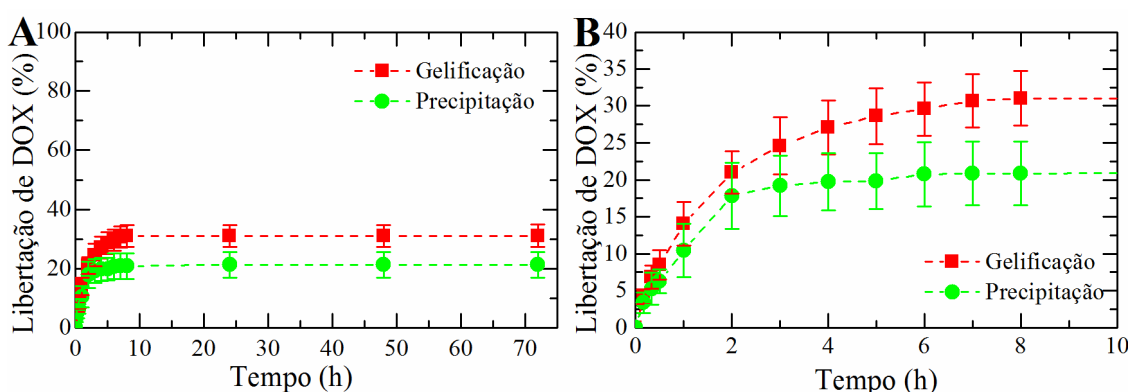 A
Libertação de DOX (%)
100
80
60
40
20
0
Gelificação
Precipitação
0 10 20 30 40 50 60 70
Tempo (h)
B
Libertação de DOX (%)
40
35
30
25
20
15
10
5
0
Gelificação
Precipitação
0 2 4 6 8 10
Tempo (h)